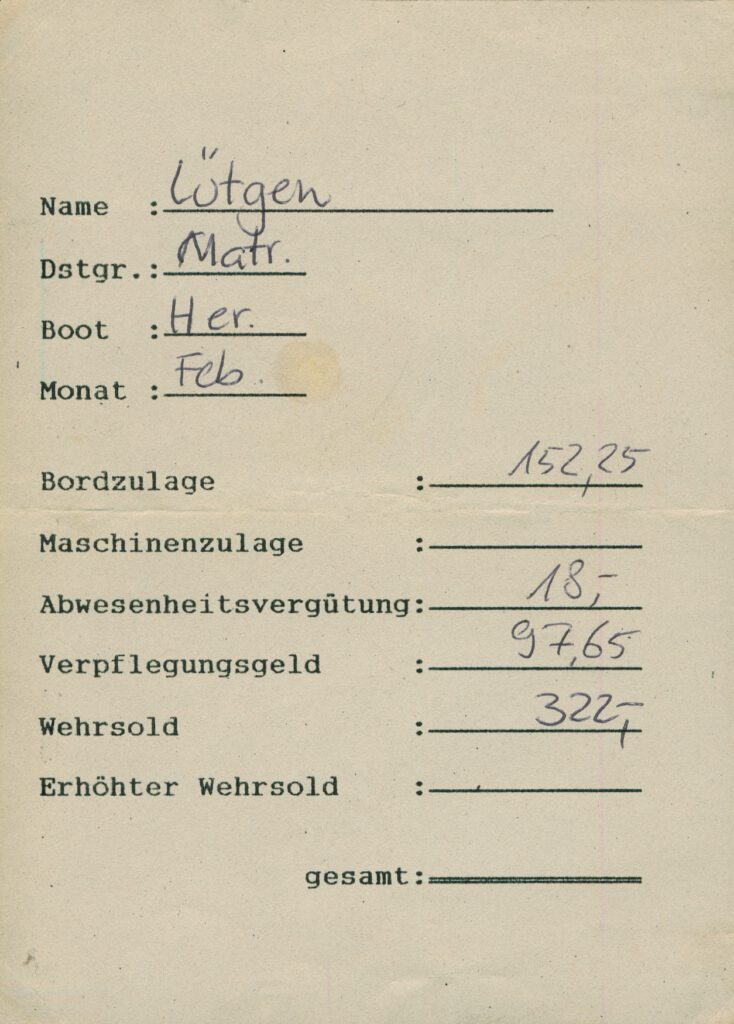 Name : Lütgen
Dstgr.: Matr.
Boot : Her.
Monat : Feb.
Bordzulage : 152,25
Maschinenzulage :
Abwesenheitsvergütung: 18,-
Verpflegungsgeld : 97,65
Wehrsold : 322,-
Erhöhter Wehrsold :
gesamt: